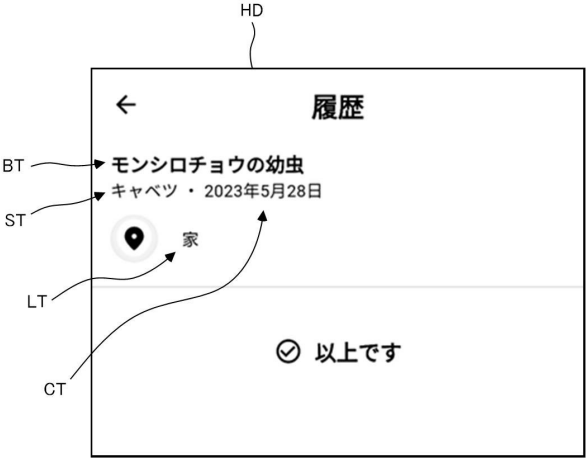 HD
履歴
BT
モンシロチョウの幼虫
キャベツ ・ 2023年5月28日
ST
家
LT
以上です
CT